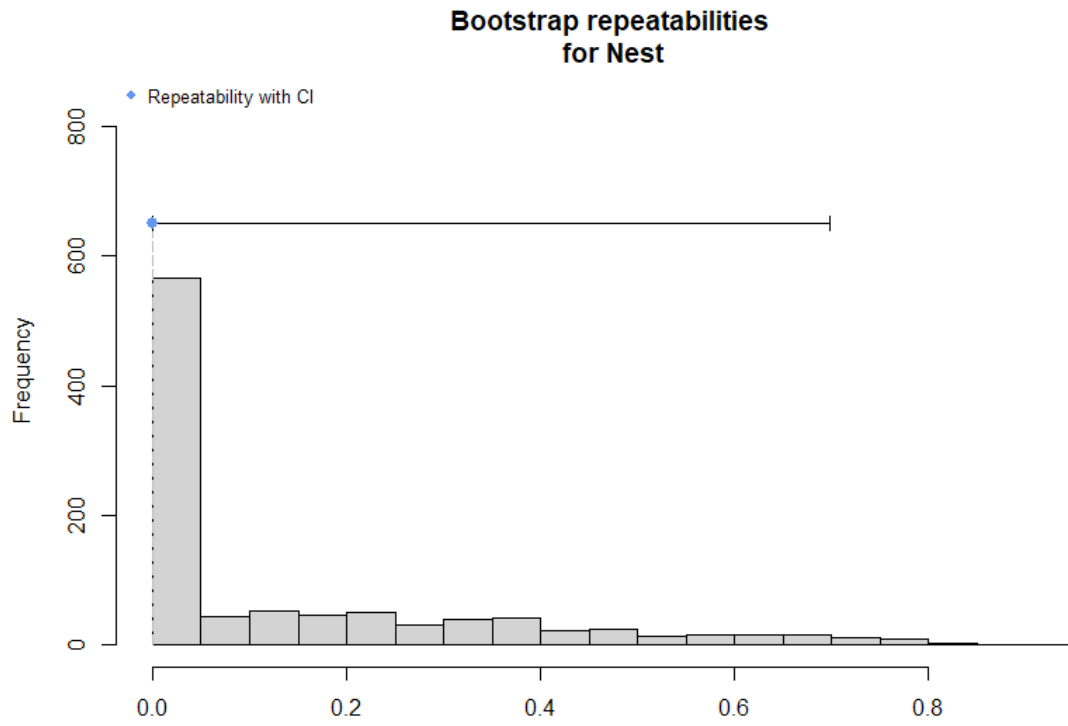 Bootstrap repeatabilities
for Nest
Repeatability with CI
800
600
400
200
0
Frequency
0.0 0.2 0.4 0.6 0.8